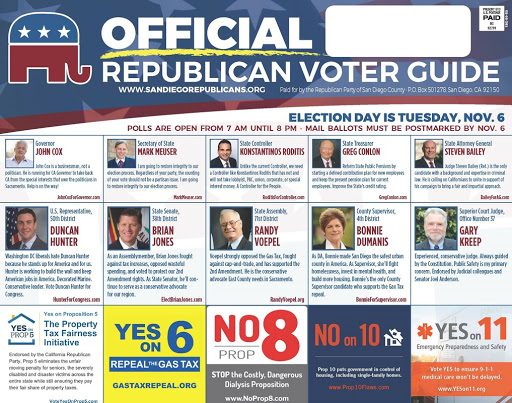 OFFICIAL
REPUBLICAN VOTER GUIDE
WWW.SANDIEGOREPUBLICANS.ORG
Paid for by the Republican Party of San Diego County · P.O. Box 501278 San Diego, CA 92150
PAID
ELECTION DAY IS TUESDAY, NOV. 6
POLLS ARE OPEN FROM 7 AM UNTIL 8 PM - MAIL BALLOTS MUST BE POSTMARKED BY NOV. 6
Governor
JOHN COX
John Cox is a businessman, not a
politician. He is running for CA Governor to take back
CA from the special interests that own the politicians in
Sacramento. Help is on the way!
JohnCoxforGovernor.com
Secretary of State
MARK MEUSER
I am going to restore integrity to our
election process. Regardless of your party, the counting
of your vote should not be a partisan issue. I am going
to restore integrity to our election process.
MarkMeuser.com
State Controller
KONSTANTINOS RODITIS
Unlike the current Controller, we need
a Controller like Konstantinos Roditis that has not and
will not take lobbyist, PAC, union, corporate, or special
interest money. A Controller for the People.
RoditisforController.com
State Treasurer
GREG CONLON
Reform State Public Pensions by
starting a defined contribution plan for new employees
and keep the present pension plan for current
employees. Improve the State's credit rating.
GregConlon.com
State Attorney General
STEVEN BAILEY
Judge Steven Bailey (Ret.) is the only
candidate with a background and expertise in criminal
law. He is calling on Californians to unite in support of
his campaign to bring a fair and impartial approach.
BaileyForAG.com
U.S. Representative,
50th District
DUNCAN
HUNTER
Washington DC liberals hate Duncan Hunter
because he stands up for America and for us.
Hunter is working to build the wall and keep
American jobs in America. Decorated Marine.
Conservative leader. Vote Duncan Hunter for
Congress.
HunterForCongress.com
State Senate,
38th District
BRIAN
JONES
As an Assemblymember, Brian Jones fought
against tax increases, opposed wasteful
spending, and voted to protect our 2nd
Amendment rights. As State Senator, he'll con-
tinue to serve as a conservative advocate
for our region.
ElectBrianJones.com
State Assembly,
71st District
RANDY
VOEPEL
Voepel strongly opposed the Gas Tax, fought
against cap-and-trade, and has supported the
2nd Amendment. He is the conservative
advocate East County needs in Sacramento.
RandyVoepel.org
County Supervisor,
4th District
BONNIE
DUMANIS
As DA, Bonnie made San Diego the safest urban
county in America. As Supervisor, she'll fight
homelessness, invest in mental health, and
build more housing. Bonnie's the only County
Supervisor candidate who supports the Gas Tax
repeal.
BonnieForSupervisor.com
Superior Court Judge,
Office Number 37
GARY
KREEP
Experienced, conservative judge. Always guided
by the Constitution. Public Safety is my primary
concern. Endorsed by Judicial colleagues and
Senator Joel Anderson.
YES ON
PROP 5
Yes on Proposition 5
The Property
Tax Fairness
Initiative
Endorsed by the California Republican
Party. Prop 5 eliminates the unfair
moving penalty for seniors, the severely
disabled and disaster victims across the
entire state while still ensuring they pay
their fair share of property taxes.
VoteYesOnProp5.com
YES
ON 6
REPEAL THE GAS TAX
GASTAXREPEAL.ORG
NO 8
PROP
STOP the Costly, Dangerous
Dialysis Proposition
www.NoProp8.com
NO on 10
Prop 10 puts government in control of
housing, including single-family homes.
www.Prop10Flaws.com
YES on 11
Emergency Preparedness and Safety
Vote YES to ensure 9-1-1
medical care won't be delayed.
www.YESon11.org